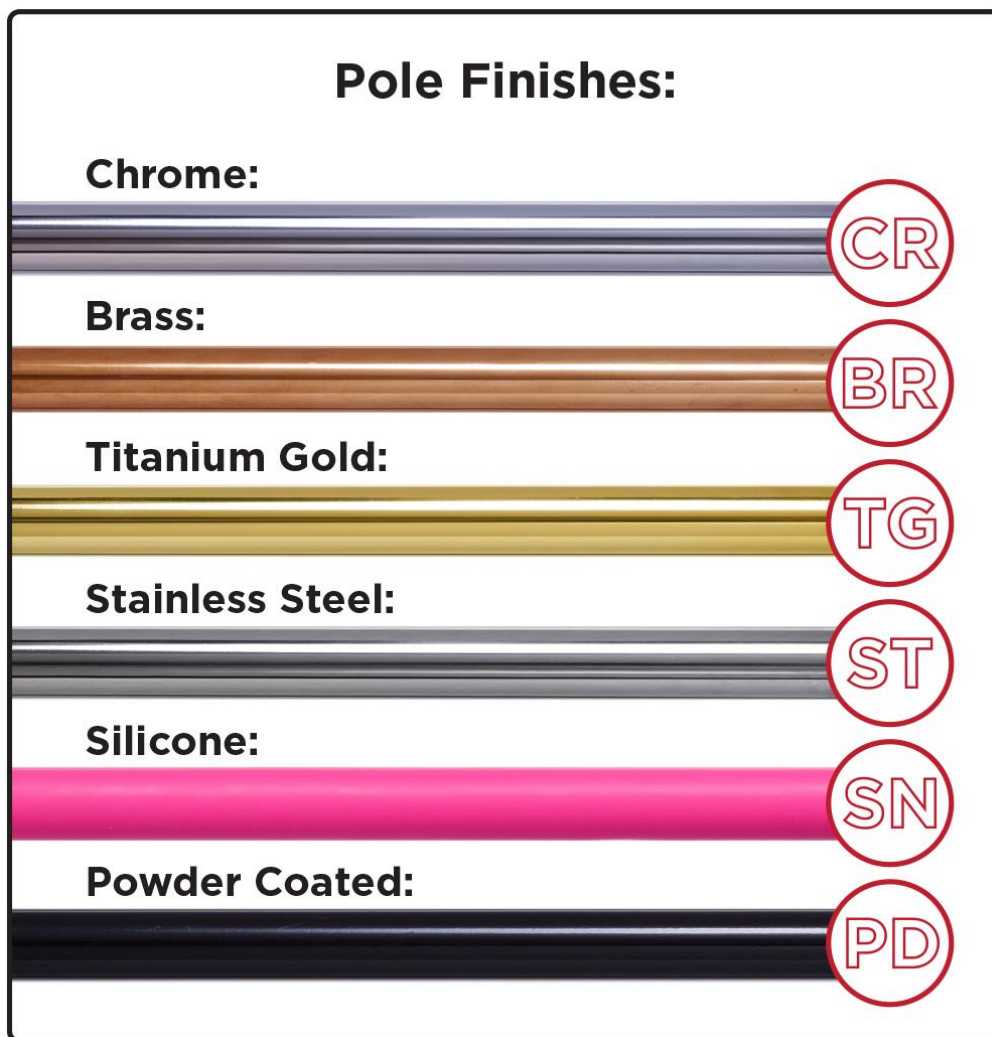 Pole Finishes:
Chrome:
CR
Brass:
BR
Titanium Gold:
TG
Stainless Steel:
ST
Silicone:
SN
Powder Coated:
PD